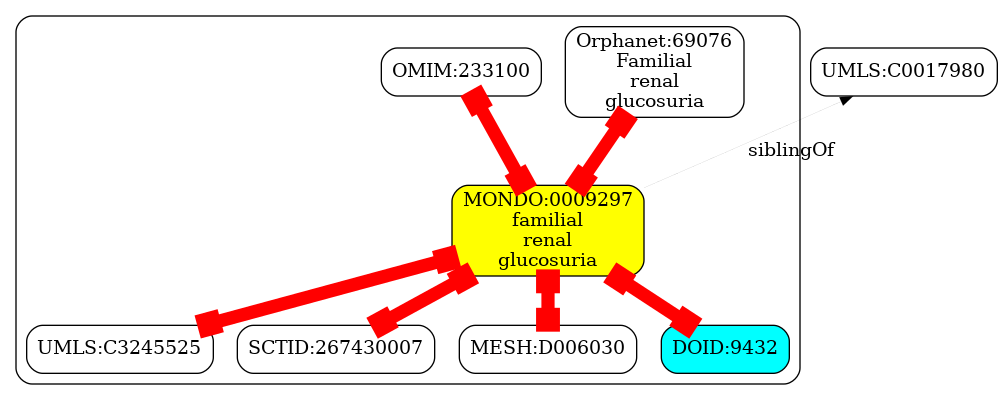 OMIM:233100
Orphanet:69076
Familial
renal
glucosuria
UMLS:C0017980
siblingOf
MONDO:0009297
familial
renal
glucosuria
UMLS:C3245525
SCTID:267430007
MESH:D006030
DOID:9432